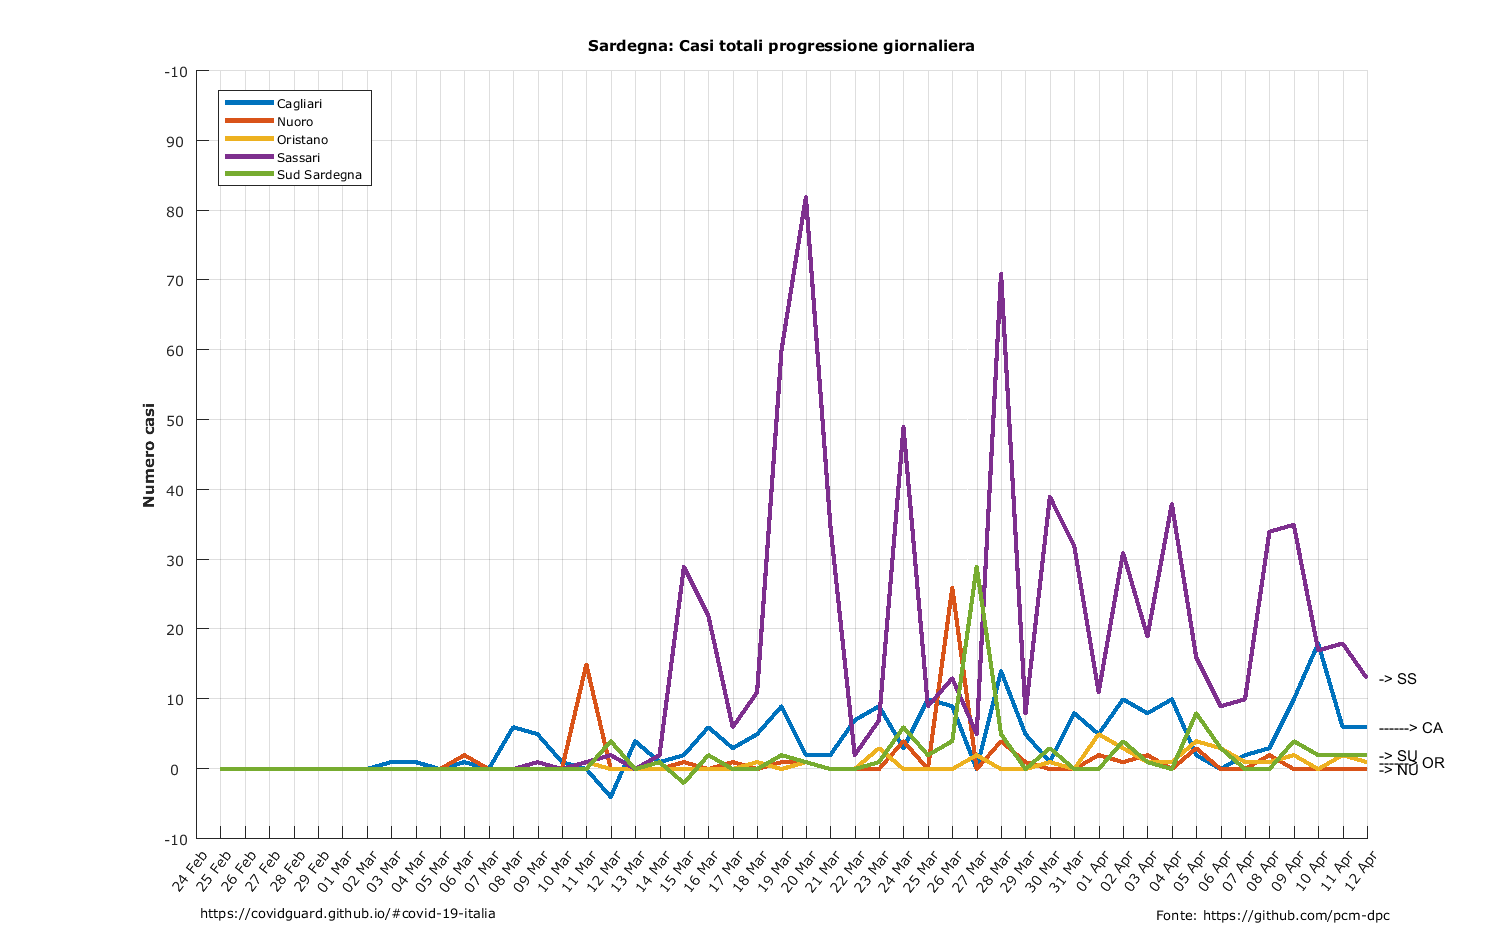 Sardegna: Casi totali progressione giornaliera
-10
90
80
70
60
50
40
30
20
10
0
-10
Numero casi
Cagliari
Nuoro
Oristano
Sassari
Sud Sardegna
-> SS
------> CA
-> SU
------> OR
-> NU
24 Feb
25 Feb
26 Feb
27 Feb
28 Feb
29 Feb
01 Mar
02 Mar
03 Mar
04 Mar
05 Mar
06 Mar
07 Mar
08 Mar
09 Mar
10 Mar
11 Mar
12 Mar
13 Mar
14 Mar
15 Mar
16 Mar
17 Mar
18 Mar
19 Mar
20 Mar
21 Mar
22 Mar
23 Mar
24 Mar
25 Mar
26 Mar
27 Mar
28 Mar
29 Mar
30 Mar
31 Mar
01 Apr
02 Apr
03 Apr
04 Apr
05 Apr
06 Apr
07 Apr
08 Apr
09 Apr
10 Apr
11 Apr
12 Apr
https://covidguard.github.io/#covid-19-italia
Fonte: https://github.com/pcm-dpc